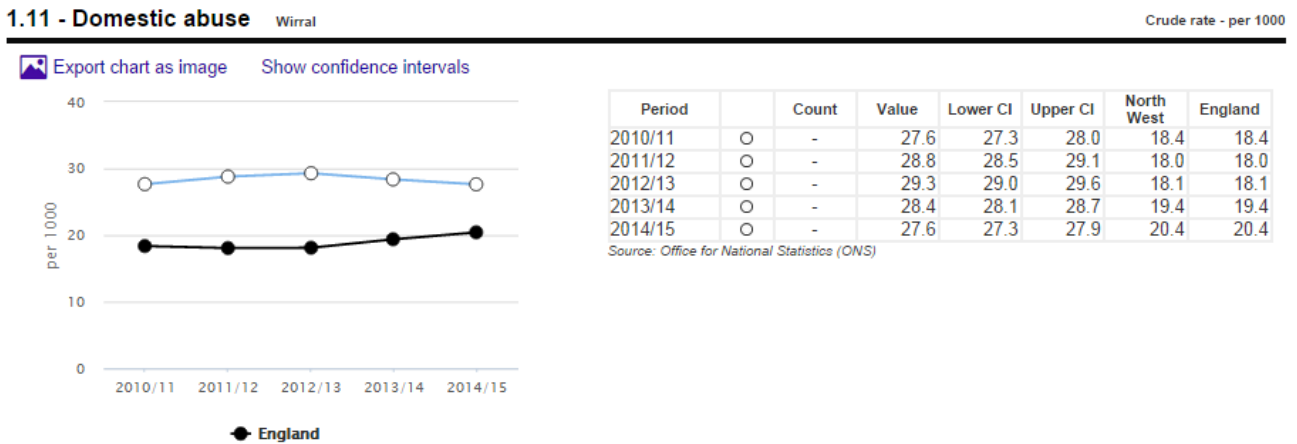 1.11 - Domestic abuse Wirral Crude rate - per 1000
Export chart as image Show confidence intervals
40
30
20
10
0
per 1000
2010/11 2011/12 2012/13 2013/14 2014/15
England
Period Count Value Lower CI Upper CI North West England
2010/11 - 27.6 27.3 28.0 18.4 18.4
2011/12 - 28.8 28.5 29.1 18.0 18.0
2012/13 - 29.3 29.0 29.6 18.1 18.1
2013/14 - 28.4 28.1 28.7 19.4 19.4
2014/15 - 27.6 27.3 27.9 20.4 20.4
Source: Office for National Statistics (ONS)